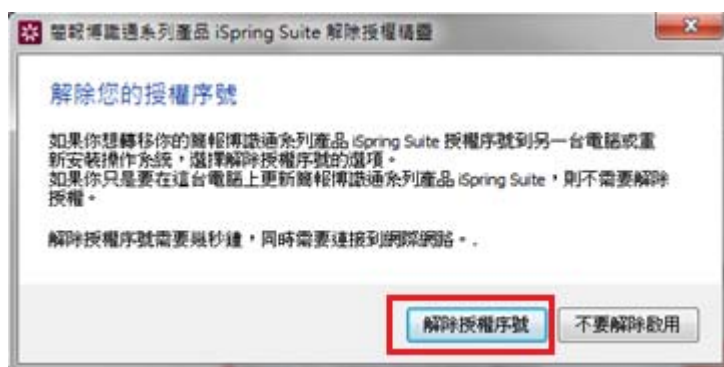 簡報博識通系列產品 iSpring Suite 解除授權精靈
解除您的授權序號
如果你想轉移你的簡報博識通系列產品 iSpring Suite 授權序號到另一台電腦或重
新安裝操作系統，選擇解除授權序號的選項。
如果你只是要在這台電腦上更新簡報博識通系列產品 iSpring Suite，則不需要解除
授權。
解除授權序號需要幾秒鐘，同時需要連接到網際網路。.
解除授權序號
不要解除啟用